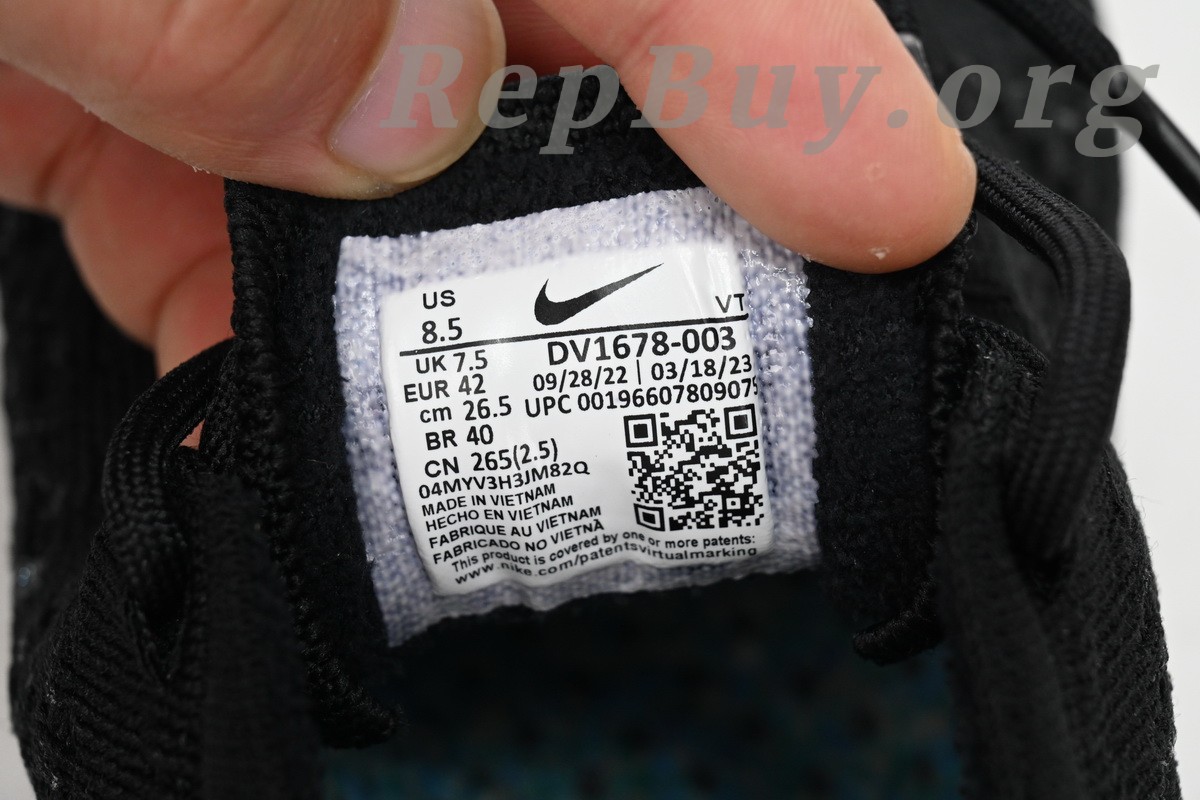 RepBuy.org
US
8.5
VT
UK 7.5
DV1678-003
EUR 42
09/28/22 | 03/18/23
cm 26.5
UPC 00196607809079
BR 40
CN 265(2.5)
04MYV3H3JM82Q
MADE IN VIETNAM
HECHO EN VIETNAM
FABRIQUE AU VIETNAM
FABRICADO NO VIETNÃ
This product is covered by one or more patents:
www.nike.com/patentsvirtualmarking